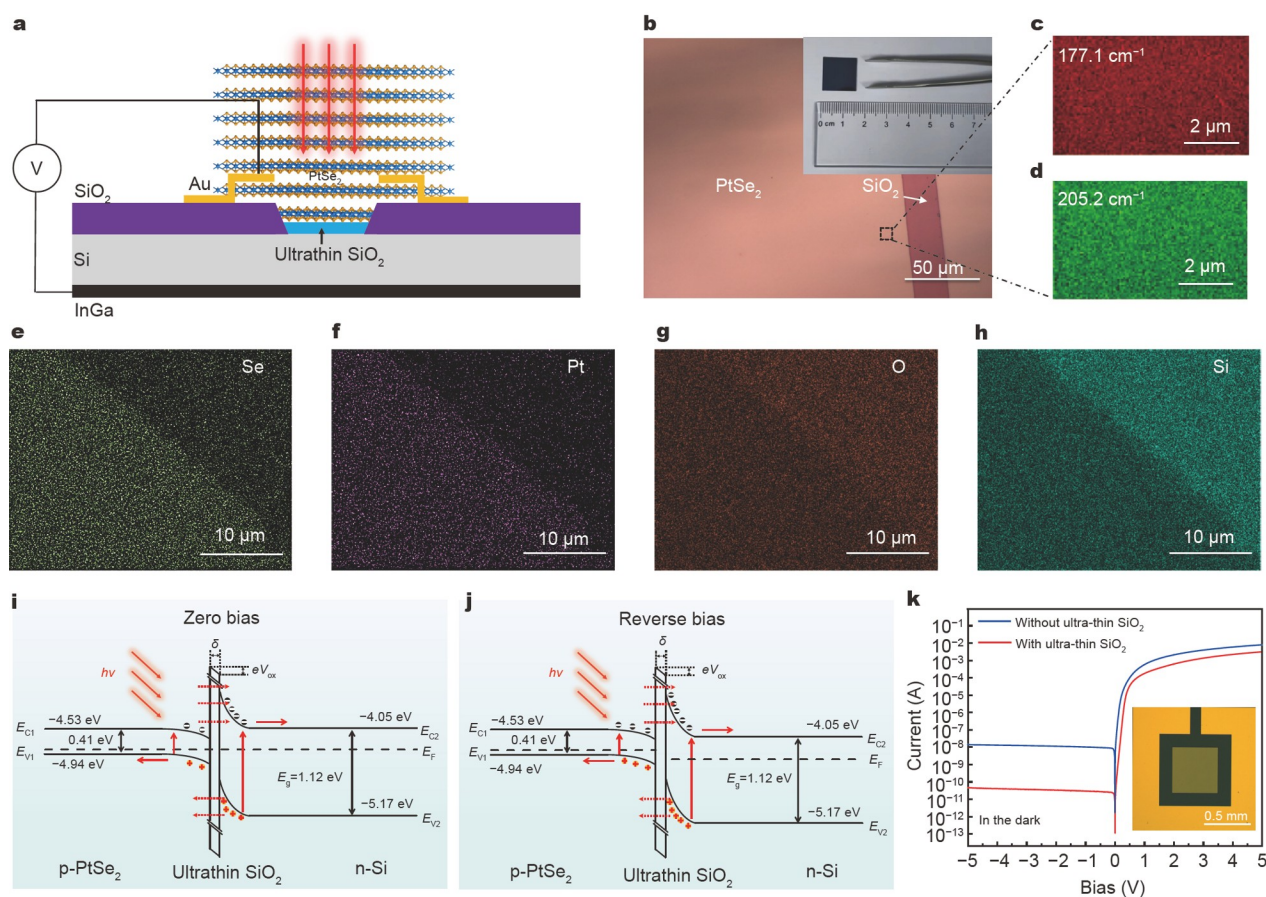 a
V
Au
PtSe₂
SiO₂
Si
Ultrathin SiO₂
InGa
b
0 cm 1 2 3 4 5 6 7
PtSe₂
SiO₂
50 μm
c
177.1 cm⁻¹
2 μm
d
205.2 cm⁻¹
2 μm
e
Se
10 μm
f
Pt
10 μm
g
O
10 μm
h
Si
10 μm
i
Zero bias
δ
eVox
hv
−4.53 eV
−4.05 eV
EC1
EC2
0.41 eV
EV1
EF
−4.94 eV
Eg=1.12 eV
−5.17 eV
EV2
p-PtSe₂
Ultrathin SiO₂
n-Si
j
Reverse bias
δ
eVox
hv
−4.53 eV
−4.05 eV
EC1
EC2
0.41 eV
EV1
EF
−4.94 eV
Eg=1.12 eV
−5.17 eV
EV2
p-PtSe₂
Ultrathin SiO₂
n-Si
k
Without ultra-thin SiO₂
With ultra-thin SiO₂
Current (A)
10⁻¹
10⁻²
10⁻³
10⁻⁴
10⁻⁵
10⁻⁶
10⁻⁷
10⁻⁸
10⁻⁹
10⁻¹⁰
10⁻¹¹
10⁻¹²
10⁻¹³
In the dark
0.5 mm
−5 −4 −3 −2 −1 0 1 2 3 4 5
Bias (V)